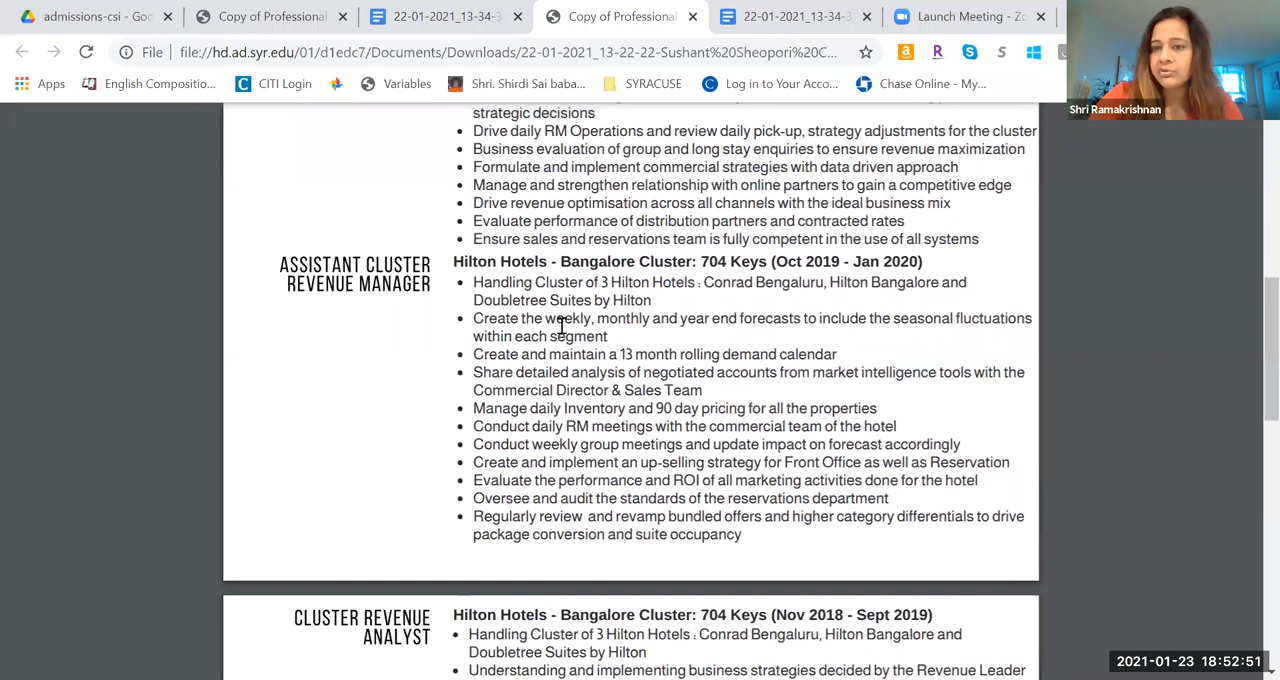 admissions-csi - Goo
Copy of Professional
22-01-2021_13-34-3
Copy of Professional
22-01-2021_13-34-3
Launch Meeting - Zo
File
file://hd.ad.syr.edu/01/d1edc7/Documents/Downloads/22-01-2021_13-22-22-Sushant%20Sheopori%20C...
Apps
English Compositio...
CITI Login
Variables
Shri. Shirdi Sai baba...
SYRACUSE
Log in to Your Acco...
Chase Online - My...
Shri Ramakrishnan
strategic decisions
• Drive daily RM Operations and review daily pick-up, strategy adjustments for the cluster
• Business evaluation of group and long stay enquiries to ensure revenue maximization
• Formulate and implement commercial strategies with data driven approach
• Manage and strengthen relationship with online partners to gain a competitive edge
• Drive revenue optimisation across all channels with the ideal business mix
• Evaluate performance of distribution partners and contracted rates
• Ensure sales and reservations team is fully competent in the use of all systems
ASSISTANT CLUSTER
REVENUE MANAGER
Hilton Hotels - Bangalore Cluster: 704 Keys (Oct 2019 - Jan 2020)
• Handling Cluster of 3 Hilton Hotels : Conrad Bengaluru, Hilton Bangalore and
Doubletree Suites by Hilton
• Create the weekly, monthly and year end forecasts to include the seasonal fluctuations
within each segment
• Create and maintain a 13 month rolling demand calendar
• Share detailed analysis of negotiated accounts from market intelligence tools with the
Commercial Director & Sales Team
• Manage daily Inventory and 90 day pricing for all the properties
• Conduct daily RM meetings with the commercial team of the hotel
• Conduct weekly group meetings and update impact on forecast accordingly
• Create and implement an up-selling strategy for Front Office as well as Reservation
• Evaluate the performance and ROI of all marketing activities done for the hotel
• Oversee and audit the standards of the reservations department
• Regularly review and revamp bundled offers and higher category differentials to drive
package conversion and suite occupancy
CLUSTER REVENUE
ANALYST
Hilton Hotels - Bangalore Cluster: 704 Keys (Nov 2018 - Sept 2019)
• Handling Cluster of 3 Hilton Hotels : Conrad Bengaluru, Hilton Bangalore and
Doubletree Suites by Hilton
• Understanding and implementing business strategies decided by the Revenue Leader
2021-01-23 18:52:51